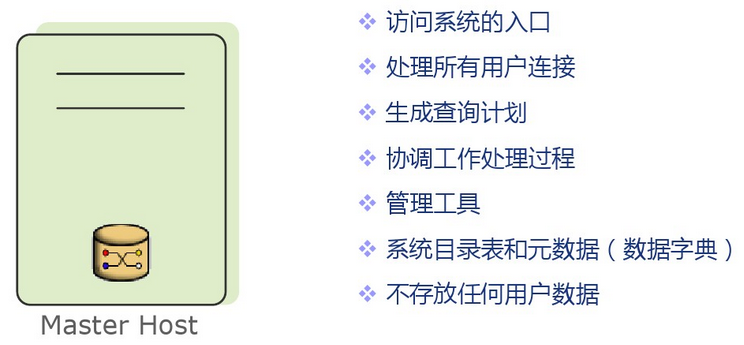 访问系统的入口
处理所有用户连接
生成查询计划
协调工作处理过程
管理工具
系统目录表和元数据（数据字典）
不存放任何用户数据
Master Host